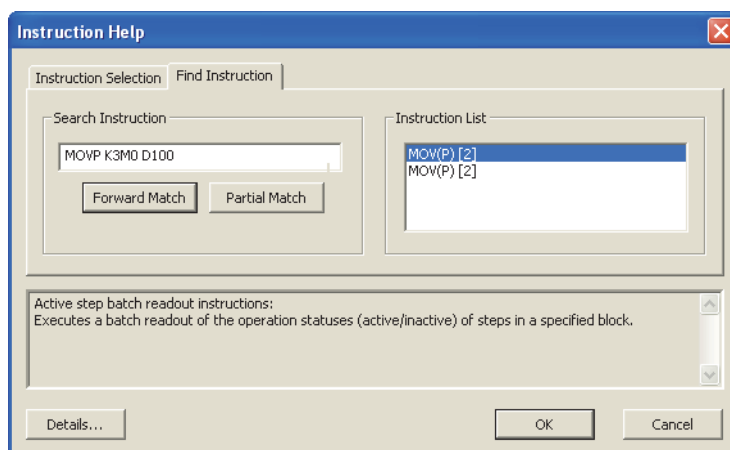 Instruction Help
Instruction Selection
Find Instruction
Search Instruction
MOVP K3M0 D100
Forward Match
Partial Match
Instruction List
MOV(P) [2]
MOV(P) [2]
Active step batch readout instructions:
Executes a batch readout of the operation statuses (active/inactive) of steps in a specified block.
Details...
OK
Cancel